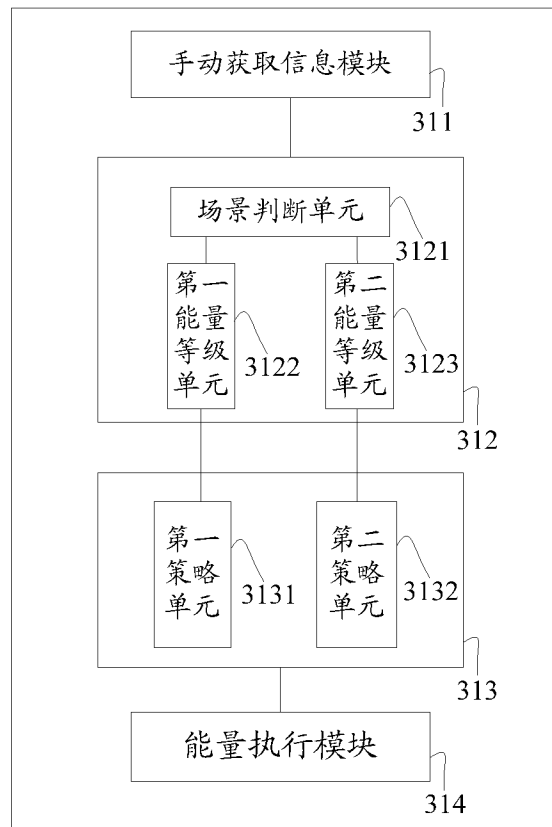 手动获取信息模块
311
场景判断单元
3121
第一
能量
等级
单元
3122
第二
能量
等级
单元
3123
312
第一
策略
单元
3131
第二
策略
单元
3132
313
能量执行模块
314